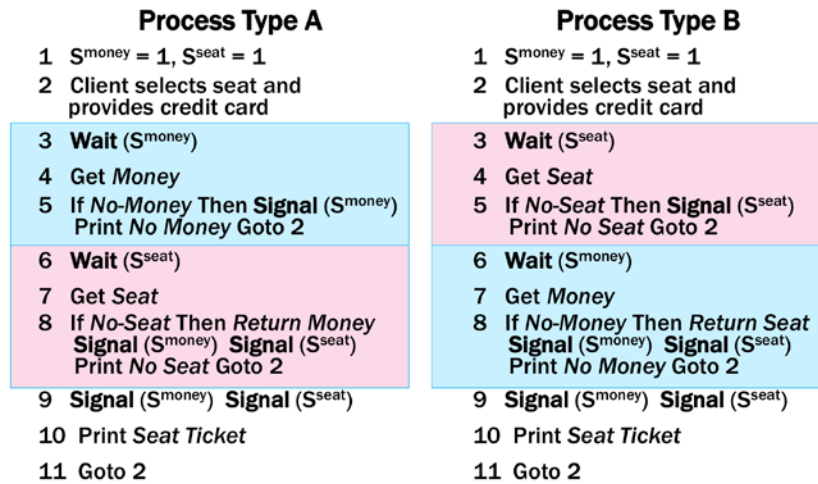 Process Type A
1 S^money = 1, S^seat = 1
2 Client selects seat and
provides credit card
3 Wait (S^money)
4 Get Money
5 If No-Money Then Signal (S^money)
Print No Money Goto 2
6 Wait (S^seat)
7 Get Seat
8 If No-Seat Then Return Money
Signal (S^money) Signal (S^seat)
Print No Seat Goto 2
9 Signal (S^money) Signal (S^seat)
10 Print Seat Ticket
11 Goto 2
Process Type B
1 S^money = 1, S^seat = 1
2 Client selects seat and
provides credit card
3 Wait (S^seat)
4 Get Seat
5 If No-Seat Then Signal (S^seat)
Print No Seat Goto 2
6 Wait (S^money)
7 Get Money
8 If No-Money Then Return Seat
Signal (S^money) Signal (S^seat)
Print No Money Goto 2
9 Signal (S^money) Signal (S^seat)
10 Print Seat Ticket
11 Goto 2